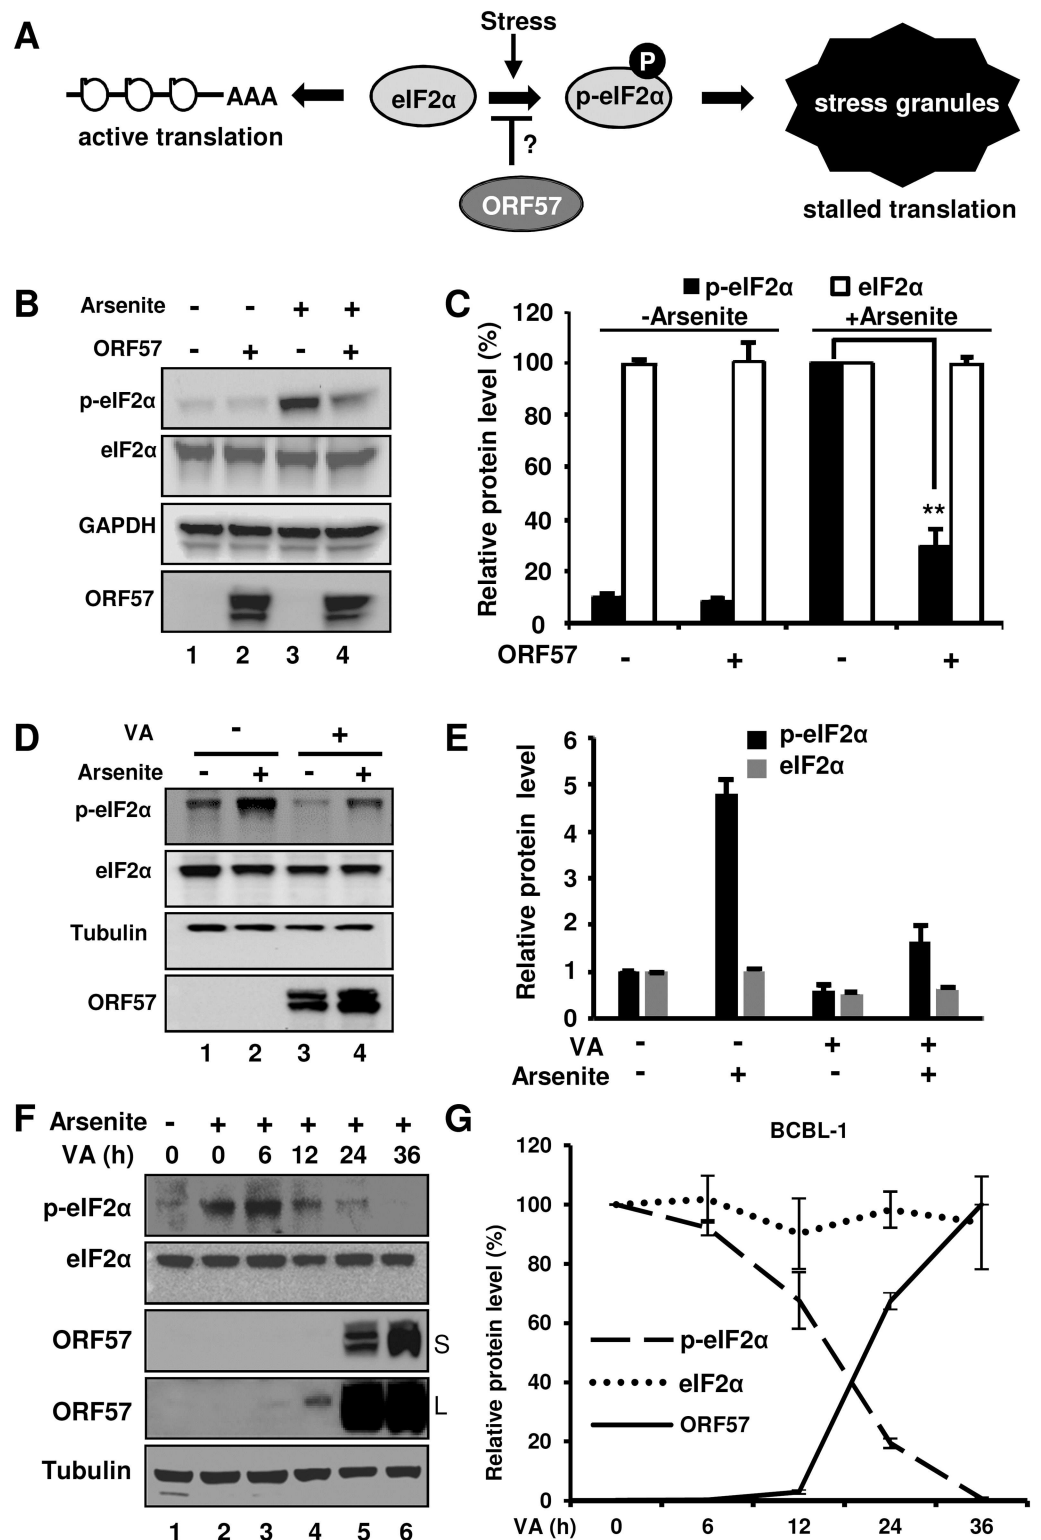 A
Stress
P
AAA
eIF2α
p-eIF2α
stress granules
active translation
?
ORF57
stalled translation
B
Arsenite - - + +
ORF57 - + - +
p-eIF2α
eIF2α
GAPDH
ORF57
1 2 3 4
C
p-eIF2α eIF2α
-Arsenite +Arsenite
Relative protein level (%)
120
100
80
60
40
20
0
**
ORF57 - + - +
D
VA - +
Arsenite - + - +
p-eIF2α
eIF2α
Tubulin
ORF57
1 2 3 4
E
p-eIF2α
eIF2α
Relative protein level
6
5
4
3
2
1
0
VA - - + +
Arsenite - + - +
F
Arsenite - + + + + +
VA (h) 0 0 6 12 24 36
p-eIF2α
eIF2α
ORF57 S
ORF57 L
Tubulin
1 2 3 4 5 6
G
BCBL-1
Relative protein level (%)
120
100
80
60
40
20
0
p-eIF2α
eIF2α
ORF57
VA (h) 0 6 12 24 36